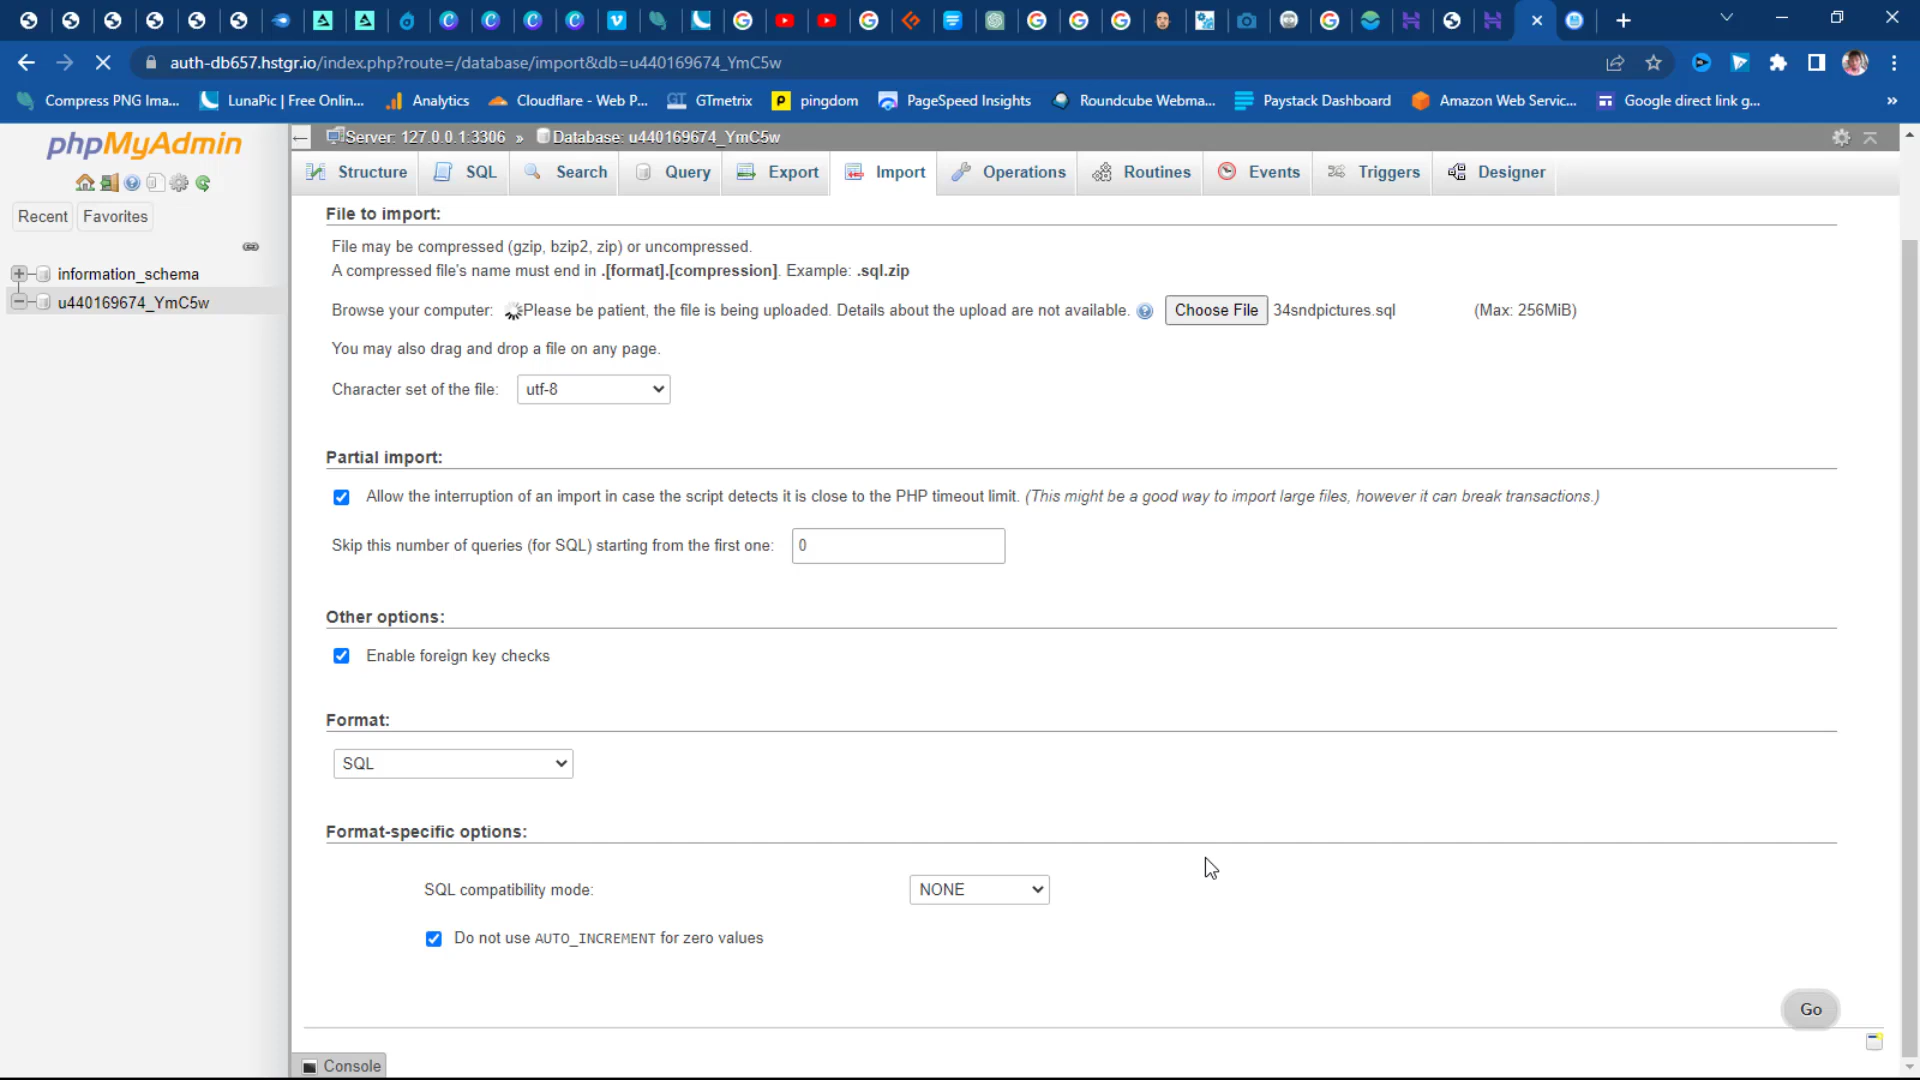 auth-db657.hstgr.io/index.php?route=/database/import&db=u440169674_YmC5w
Compress PNG Ima...
LunaPic | Free Onlin...
Analytics
Cloudflare - Web P...
GTmetrix
pingdom
PageSpeed Insights
Roundcube Webma...
Paystack Dashboard
Amazon Web Servic...
Google direct link g...
»
phpMyAdmin
Recent
Favorites
information_schema
u440169674_YmC5w
Server: 127.0.0.1:3306 » Database: u440169674_YmC5w
Structure
SQL
Search
Query
Export
Import
Operations
Routines
Events
Triggers
Designer
File to import:
File may be compressed (gzip, bzip2, zip) or uncompressed.
A compressed file's name must end in .[format].[compression]. Example: .sql.zip
Browse your computer: Please be patient, the file is being uploaded. Details about the upload are not available. Choose File 34sndpictures.sql (Max: 256MiB)
You may also drag and drop a file on any page.
Character set of the file: utf-8
Partial import:
Allow the interruption of an import in case the script detects it is close to the PHP timeout limit. (This might be a good way to import large files, however it can break transactions.)
Skip this number of queries (for SQL) starting from the first one: 0
Other options:
Enable foreign key checks
Format:
SQL
Format-specific options:
SQL compatibility mode: NONE
Do not use AUTO_INCREMENT for zero values
Go
Console